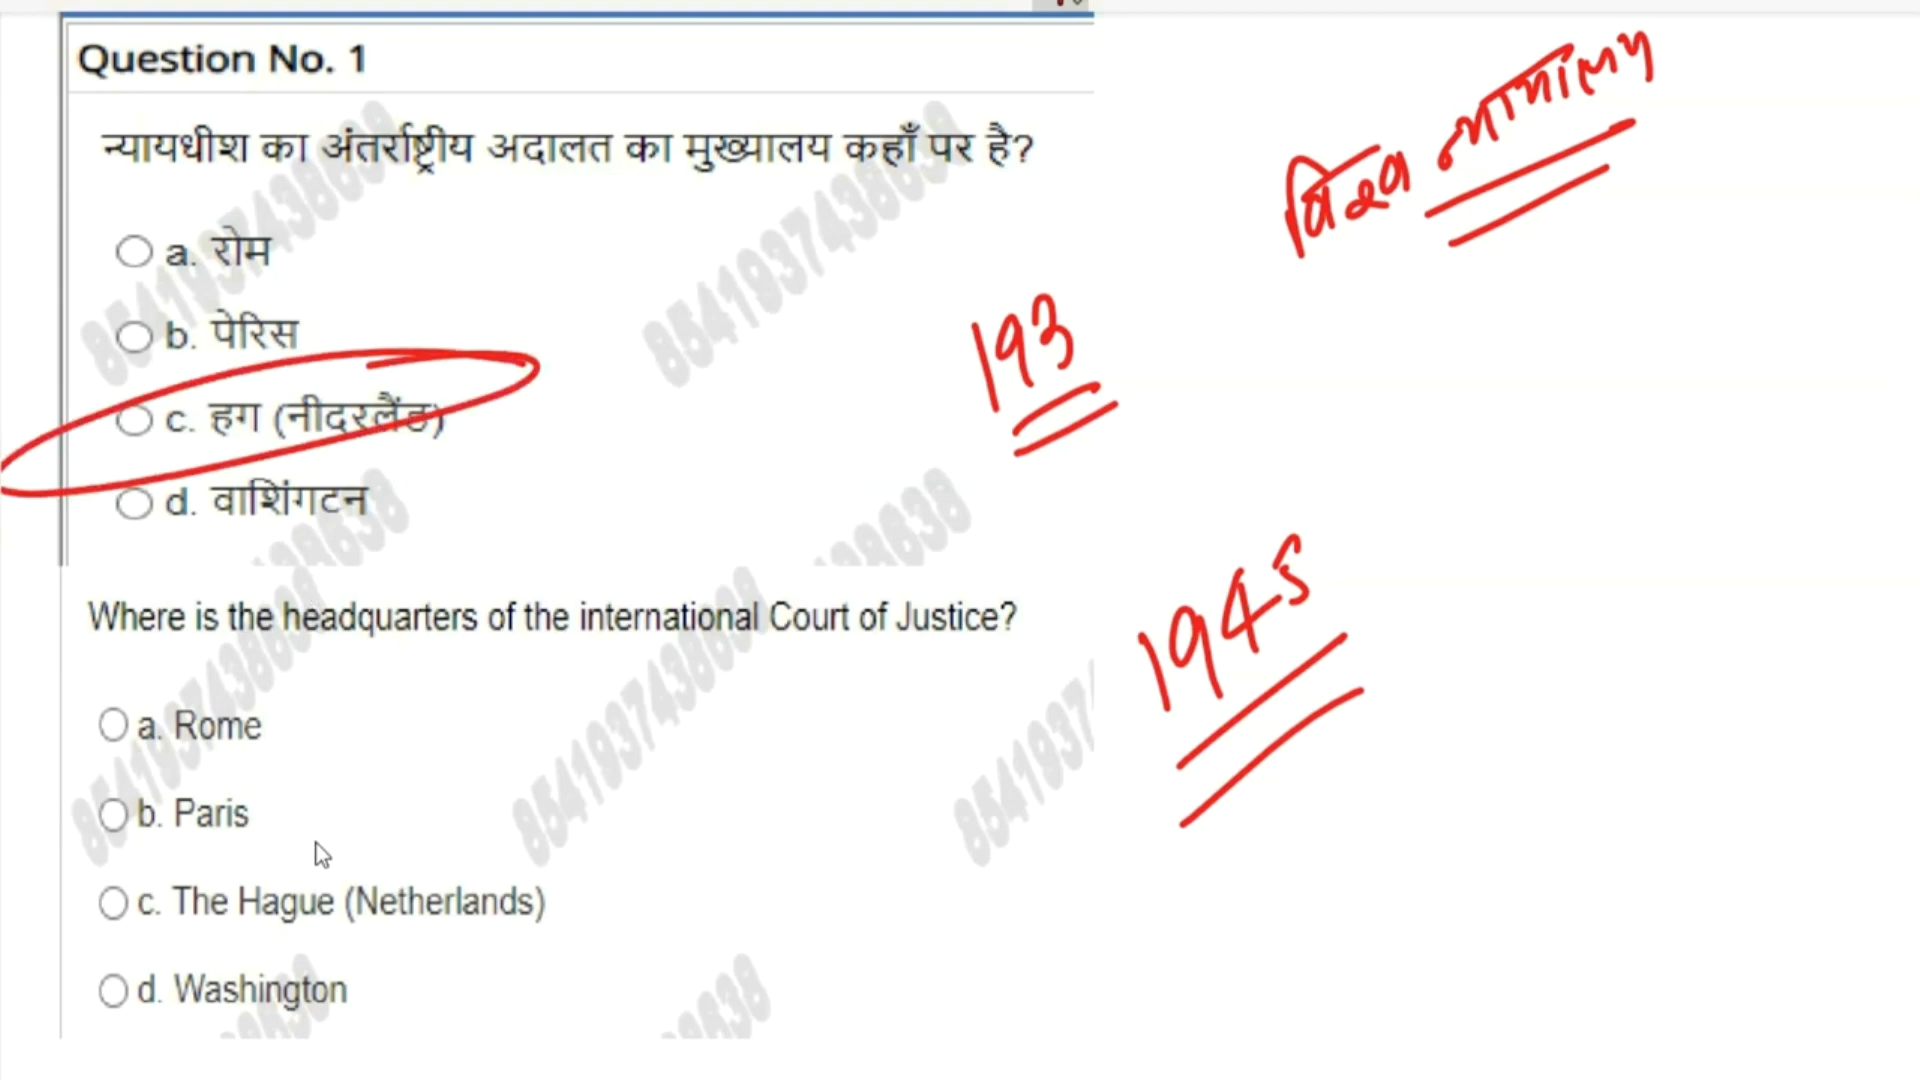 Question No. 1
न्यायधीश का अंतर्राष्ट्रीय अदालत का मुख्यालय कहाँ पर है?
a. रोम
b. पेरिस
c. हग (नीदरलैंड)
d. वाशिंगटन
Where is the headquarters of the international Court of Justice?
a. Rome
b. Paris
c. The Hague (Netherlands)
d. Washington
विश्व
193
1945
8541937438638